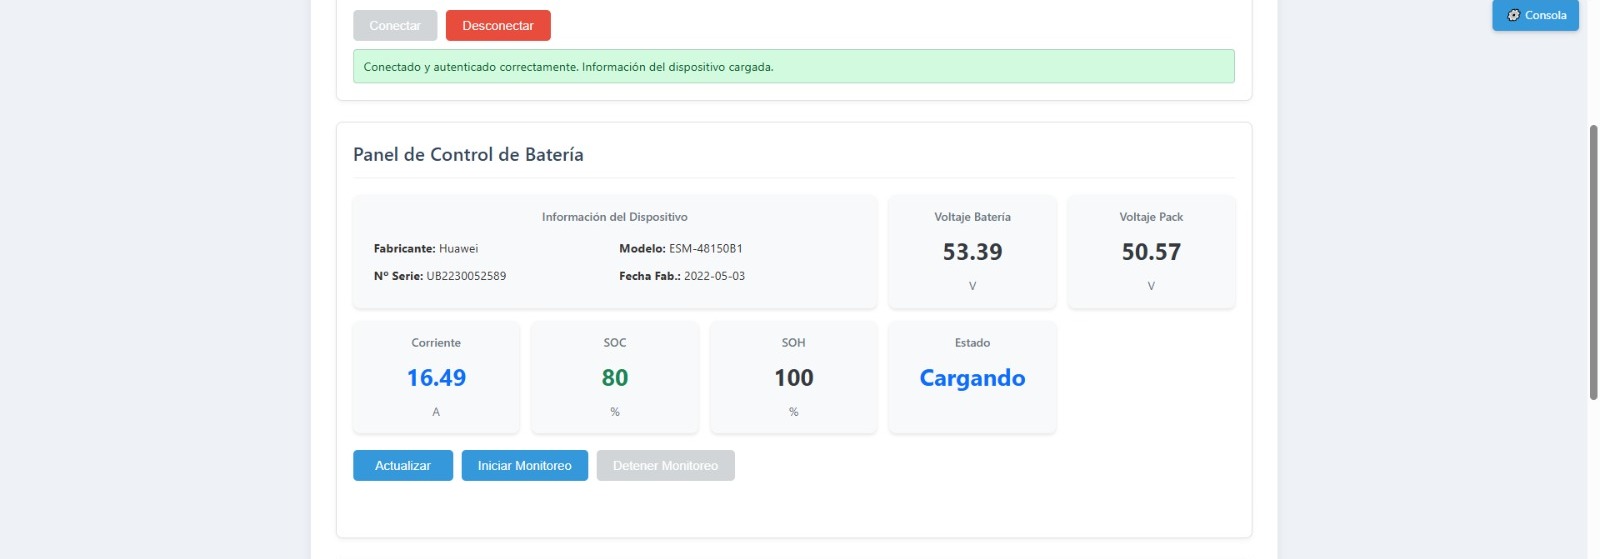 Conectar
Desconectar
Consola
Conectado y autenticado correctamente. Información del dispositivo cargada.
Panel de Control de Batería
Información del Dispositivo
Fabricante: Huawei
Modelo: ESM-48150B1
Nº Serie: UB2230052589
Fecha Fab.: 2022-05-03
Voltaje Batería
53.39
V
Voltaje Pack
50.57
V
Corriente
16.49
A
SOC
80
%
SOH
100
%
Estado
Cargando
Actualizar
Iniciar Monitoreo
Detener Monitoreo